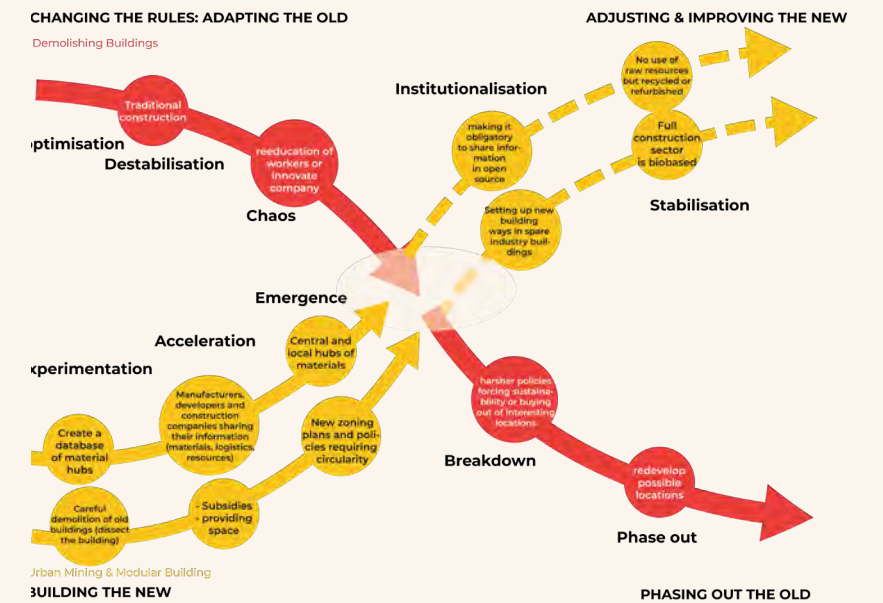 CHANGING THE RULES: ADAPTING THE OLD
ADJUSTING & IMPROVING THE NEW
Demolishing Buildings
No use of
raw resources
but recycled or
refurbished
Institutionalisation
Traditional
construction
making it
obligatory
to share infor-
mation
in open
source
Full
construction
sector
is biobased
optimisation
Destabilisation
reeducation of
workers or
innovate
company
Chaos
Stabilisation
Setting up new
building
ways in spare
industry buil-
dings
Emergence
Acceleration
Central and
local hubs of
materials
xperimentation
Manufacturers,
developers and
construction
companies sharing
their information
(materials, logistics,
resources)
harsher policies
forcing sustaina-
bility or buying
out of interesting
locations
Create a
database
of material
hubs
New zoning
plans and poli-
cies requiring
circularity
Breakdown
redevelop
possible
locations
Careful
demolition of old
buildings (dissect
the building)
- Subsidies
- providing
space
Phase out
Urban Mining & Modular Building
BUILDING THE NEW
PHASING OUT THE OLD